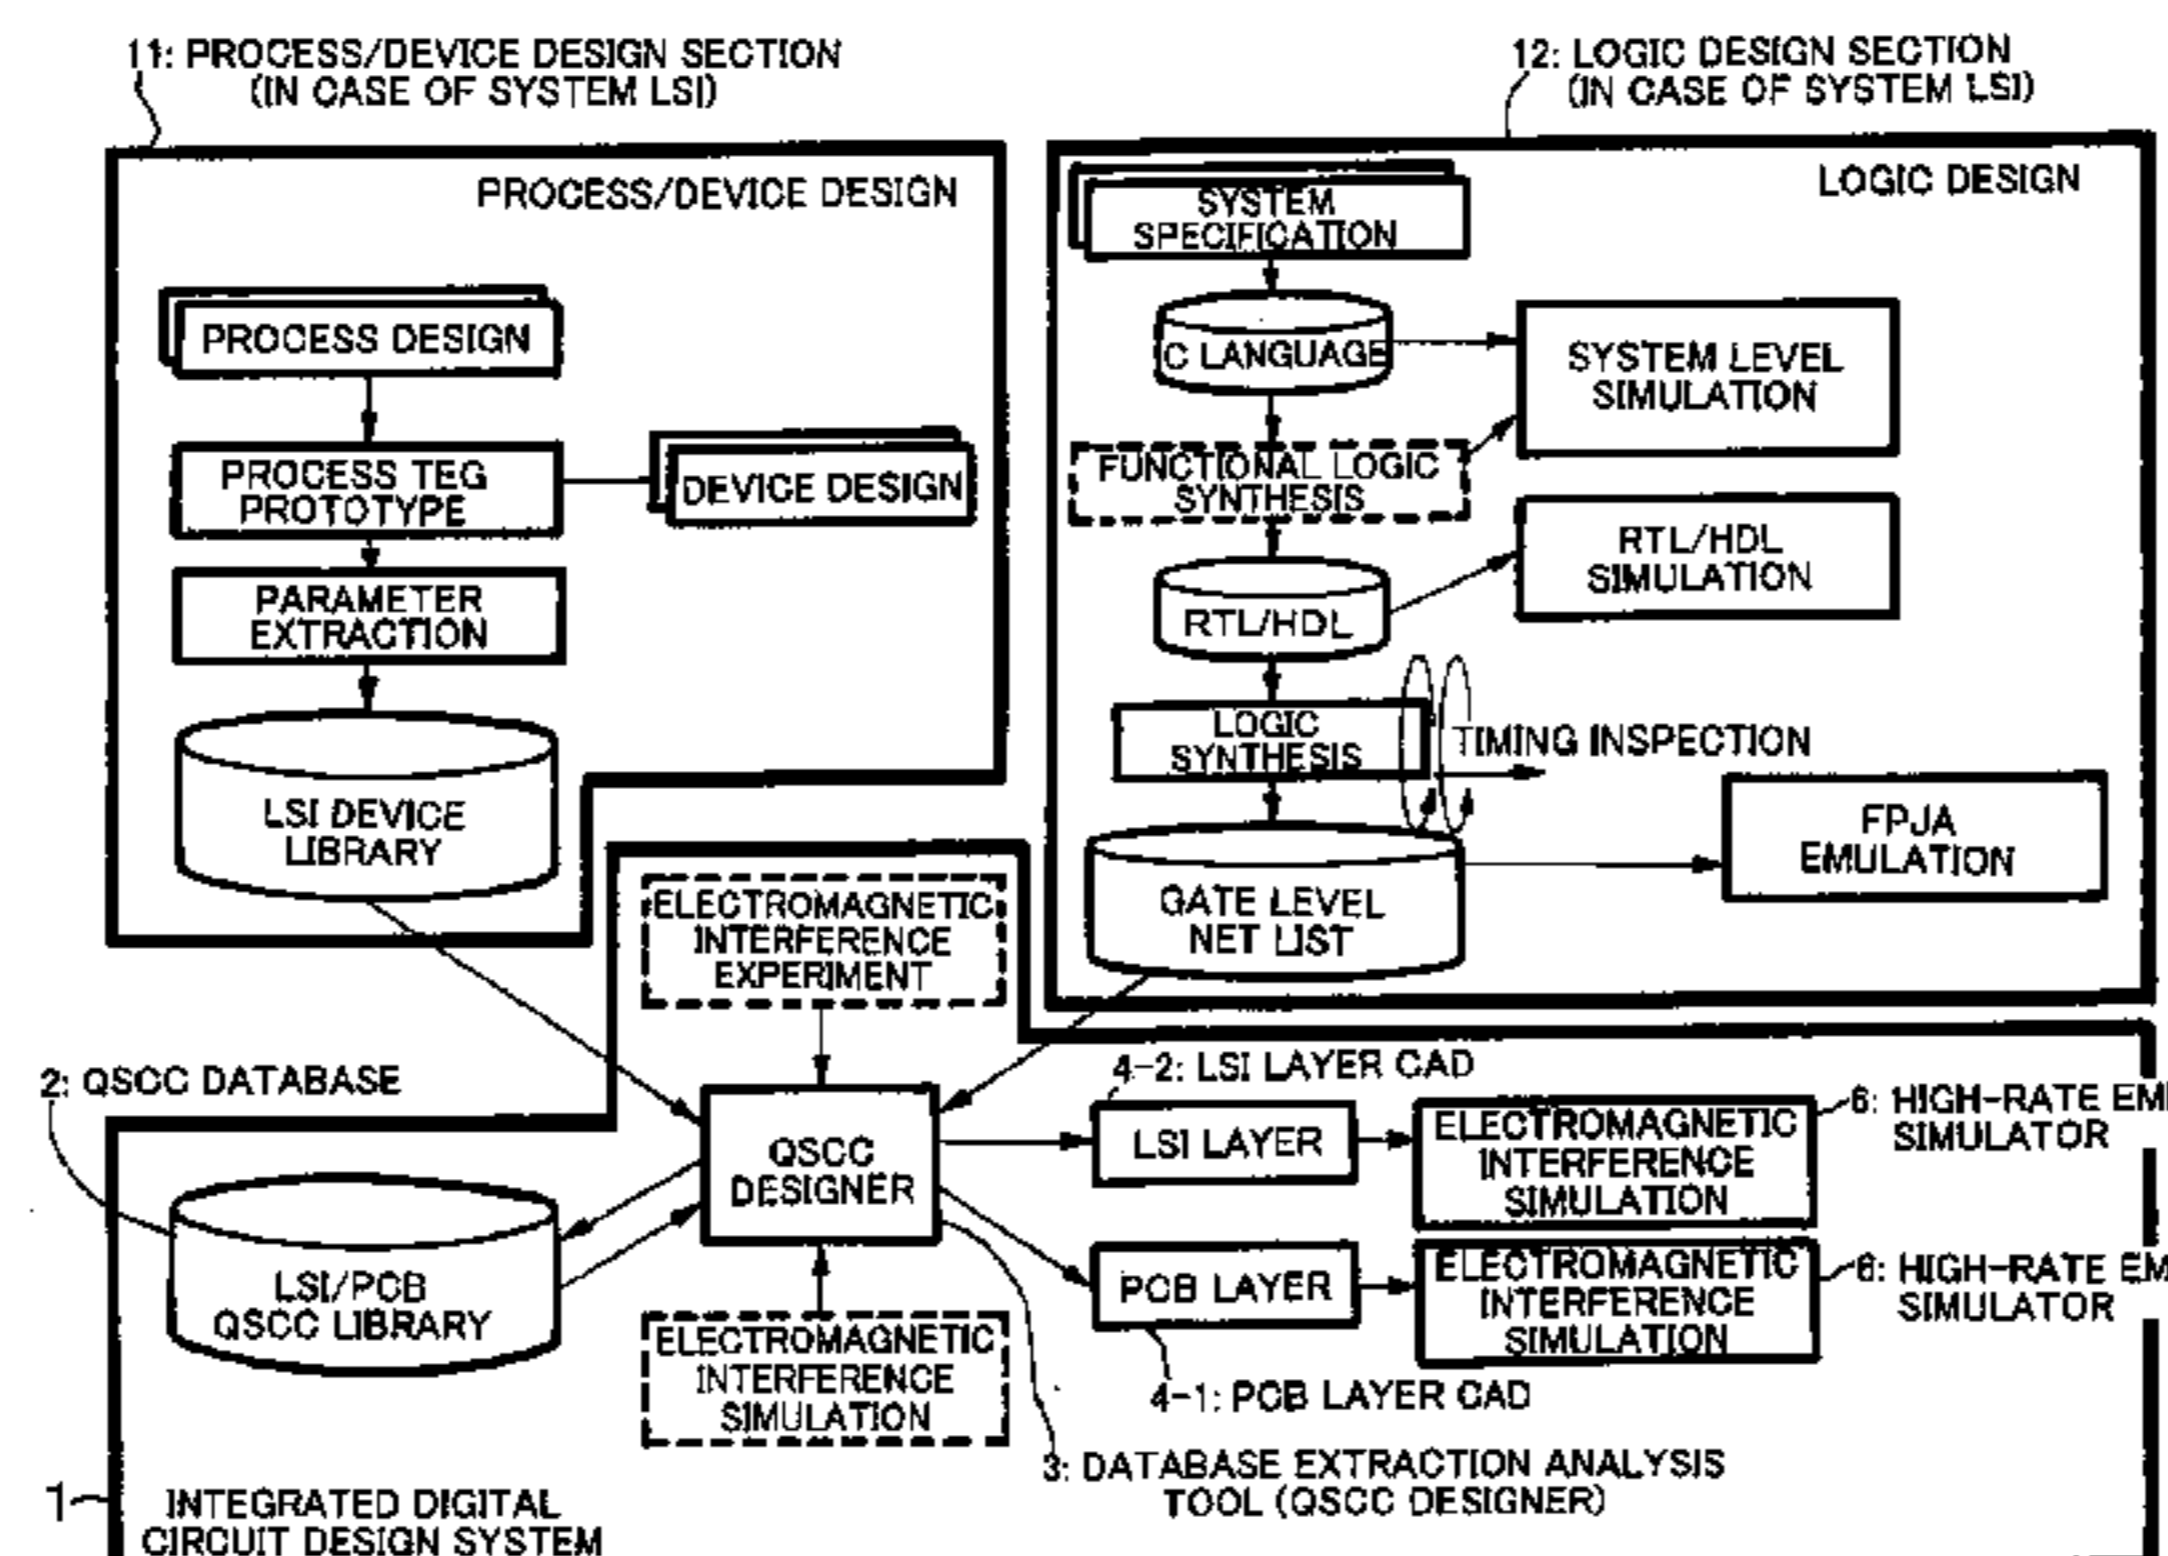 11: PROCESS/DEVICE DESIGN SECTION
(IN CASE OF SYSTEM LSI)
12: LOGIC DESIGN SECTION
(IN CASE OF SYSTEM LSI)
PROCESS/DEVICE DESIGN
PROCESS DESIGN
PROCESS TEG
PROTOTYPE
DEVICE DESIGN
PARAMETER
EXTRACTION
LSI DEVICE
LIBRARY
LOGIC DESIGN
SYSTEM
SPECIFICATION
C LANGUAGE
SYSTEM LEVEL
SIMULATION
FUNCTIONAL LOGIC
SYNTHESIS
RTL/HDL
SIMULATION
RTL/HDL
LOGIC
SYNTHESIS
TIMING INSPECTION
FPJA
EMULATION
GATE LEVEL
NET LIST
ELECTROMAGNETIC
INTERFERENCE
EXPERIMENT
2: QSCC DATABASE
4-2: LSI LAYER CAD
QSCC
DESIGNER
LSI LAYER
ELECTROMAGNETIC
INTERFERENCE
SIMULATION
6: HIGH-RATE EMI
SIMULATOR
LSI/PCB
QSCC LIBRARY
PCB LAYER
ELECTROMAGNETIC
INTERFERENCE
SIMULATION
6: HIGH-RATE EM
SIMULATOR
ELECTROMAGNETIC
INTERFERENCE
SIMULATION
4-1: PCB LAYER CAD
3: DATABASE EXTRACTION ANALYSIS
TOOL (QSCC DESIGNER)
1
INTEGRATED DIGITAL
CIRCUIT DESIGN SYSTEM